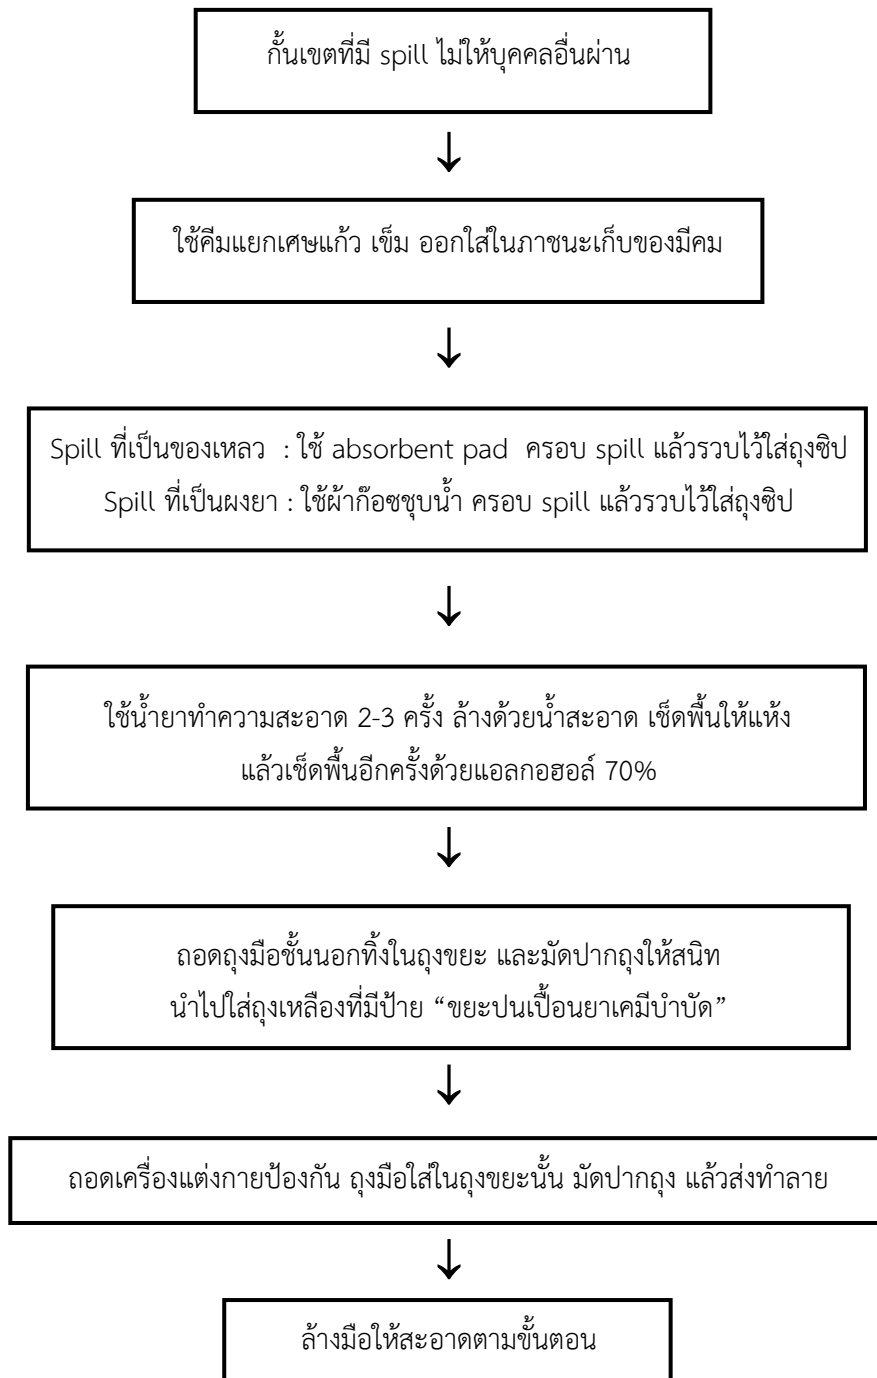 กั้นเขตที่มี spill ไม่ให้บุคคลอื่นผ่าน
ใช้คีมแยกเศษแก้ว เข็ม ออกใส่ในภาชนะเก็บของมีคม
Spill ที่เป็นของเหลว : ใช้ absorbent pad ครอบ spill แล้วรวบไว้ใส่ถุงซิป
Spill ที่เป็นผงยา : ใช้ผ้าก๊อซชุบน้ำ ครอบ spill แล้วรวบไว้ใส่ถุงซิป
ใช้น้ำยาทำความสะอาด 2-3 ครั้ง ล้างด้วยน้ำสะอาด เช็ดพื้นให้แห้ง
แล้วเช็ดพื้นอีกครั้งด้วยแอลกอฮอล์ 70%
ถอดถุงมือชั้นนอกทิ้งในถุงขยะ และมัดปากถุงให้สนิท
นำไปใส่ถุงเหลืองที่มีป้าย “ขยะปนเปื้อนยาเคมีบำบัด”
ถอดเครื่องแต่งกายป้องกัน ถุงมือใส่ในถุงขยะนั้น มัดปากถุง แล้วส่งทำลาย
ล้างมือให้สะอาดตามขั้นตอน